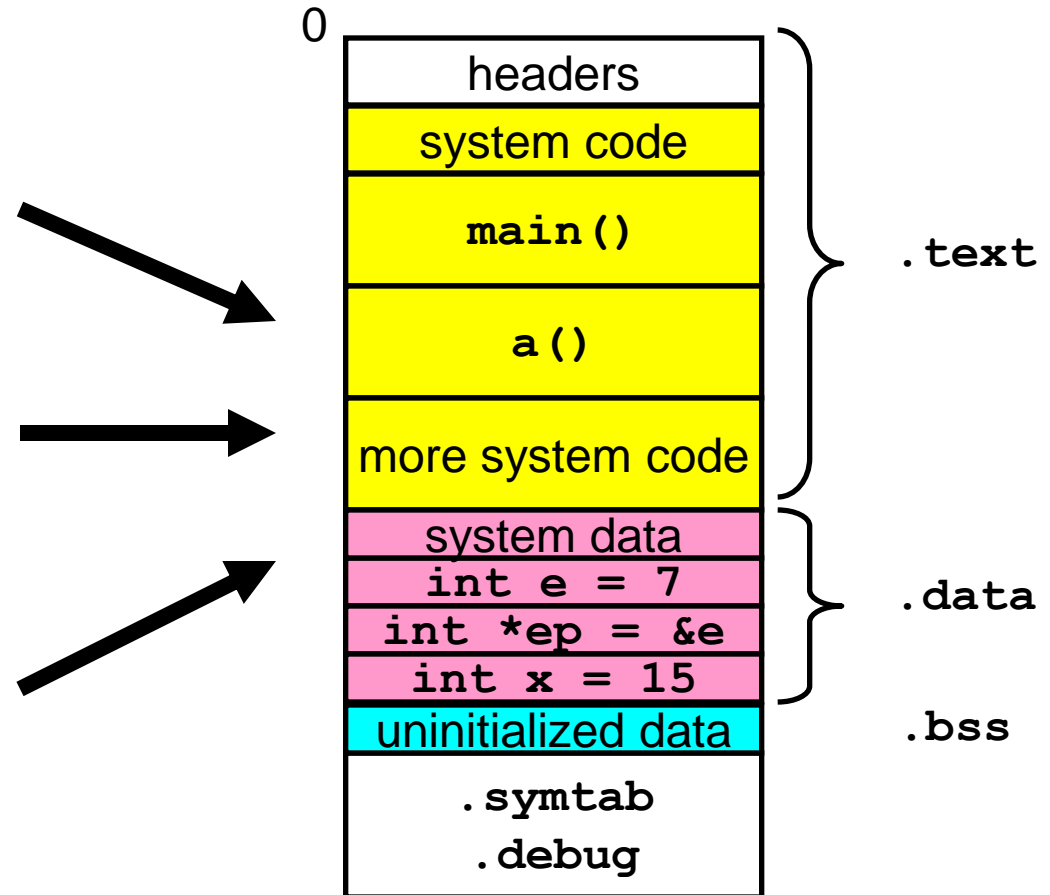 0
headers
system code
main()
a()
more system code
system data
int e = 7
int *ep = &e
int x = 15
uninitialized data
.symtab
.debug
.text
.data
.bss